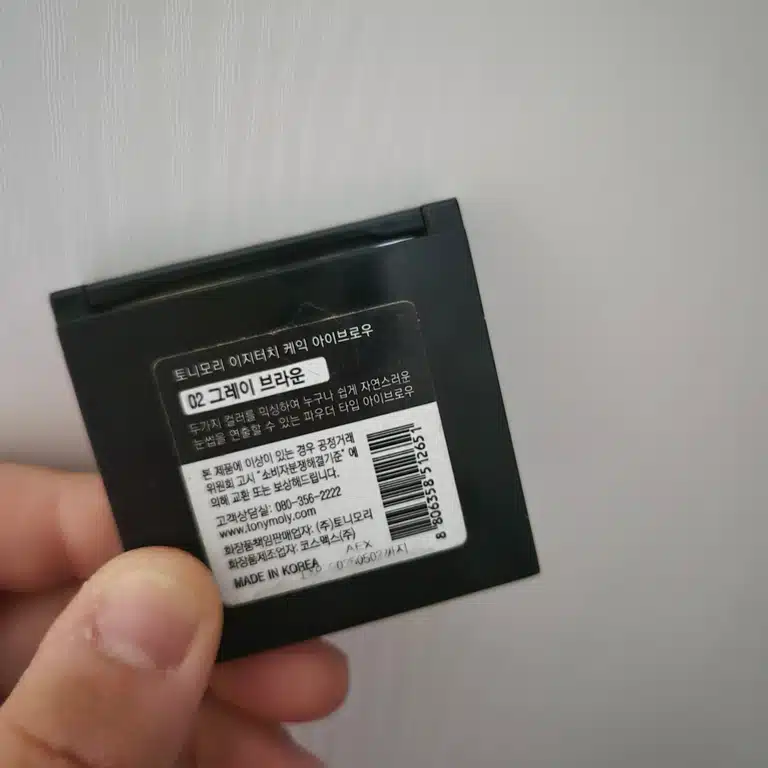 토니모리 이지터치 케익 아이브로우
02 그레이 브라운
두가지 컬러를 믹싱하여 누구나 쉽게 자연스러운
눈썹을 연출할 수 있는 파우더 타입 아이브로우
본 제품에 이상이 있는 경우 공정거래
위원회 고시 "소비자분쟁해결기준" 에
의해 교환 또는 보상해드립니다.
고객상담실: 080-356-2222
www.tonymoly.com
화장품책임판매업자: (주)토니모리
화장품제조업자: 코스맥스(주)
MADE IN KOREA
8 806358 512651